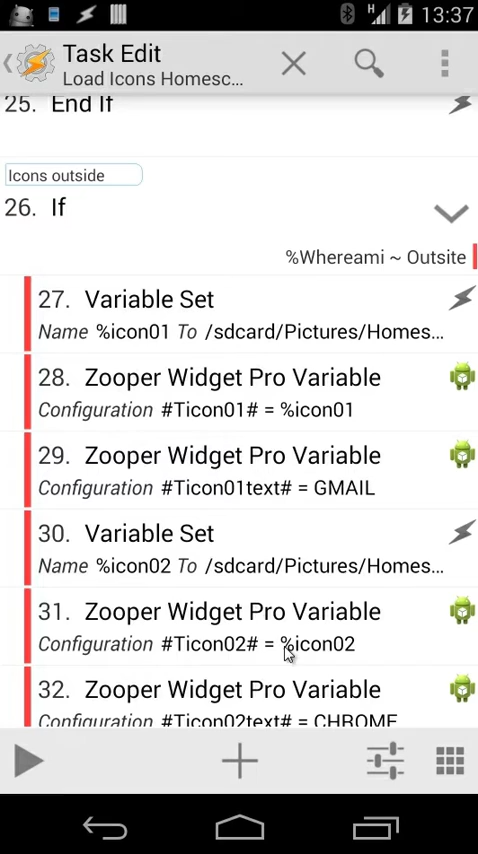 H 13:37
Task Edit
Load Icons Homesc...
25. End If
Icons outside
26. If
%Whereami ~ Outsite
27. Variable Set
Name %icon01 To /sdcard/Pictures/Homes...
28. Zooper Widget Pro Variable
Configuration #Ticon01# = %icon01
29. Zooper Widget Pro Variable
Configuration #Ticon01text# = GMAIL
30. Variable Set
Name %icon02 To /sdcard/Pictures/Homes...
31. Zooper Widget Pro Variable
Configuration #Ticon02# = %icon02
32. Zooper Widget Pro Variable
Configuration #Ticon02text# = CHROME